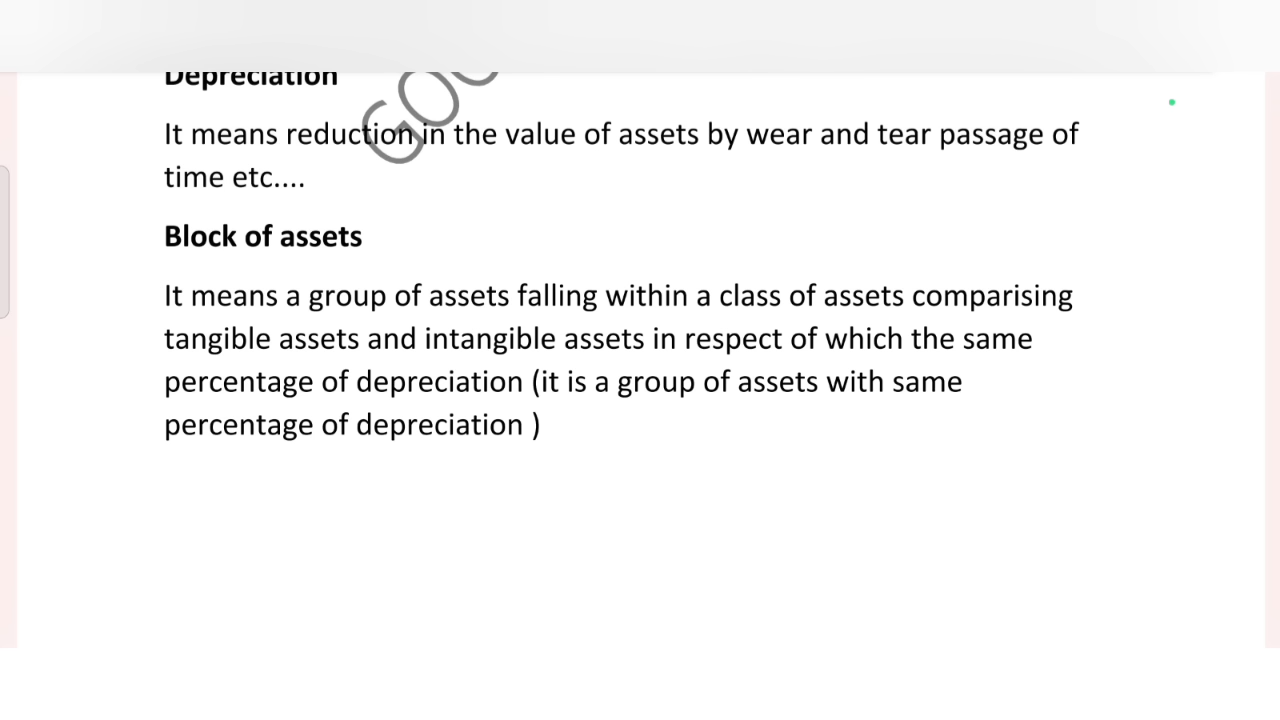 Depreciation
It means reduction in the value of assets by wear and tear passage of
time etc....
Block of assets
It means a group of assets falling within a class of assets comparising
tangible assets and intangible assets in respect of which the same
percentage of depreciation (it is a group of assets with same
percentage of depreciation )